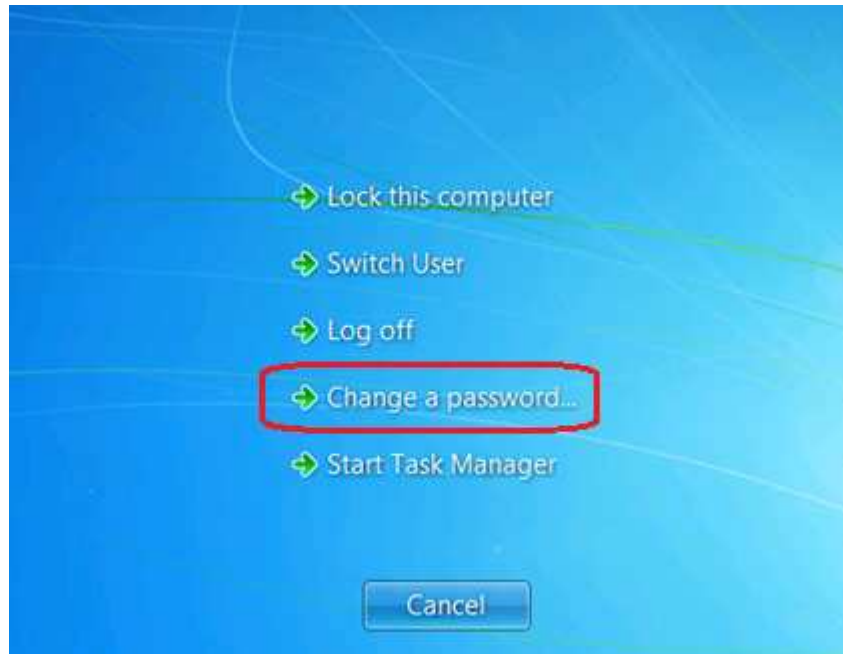 Lock this computer
Switch User
Log off
Change a password...
Start Task Manager
Cancel